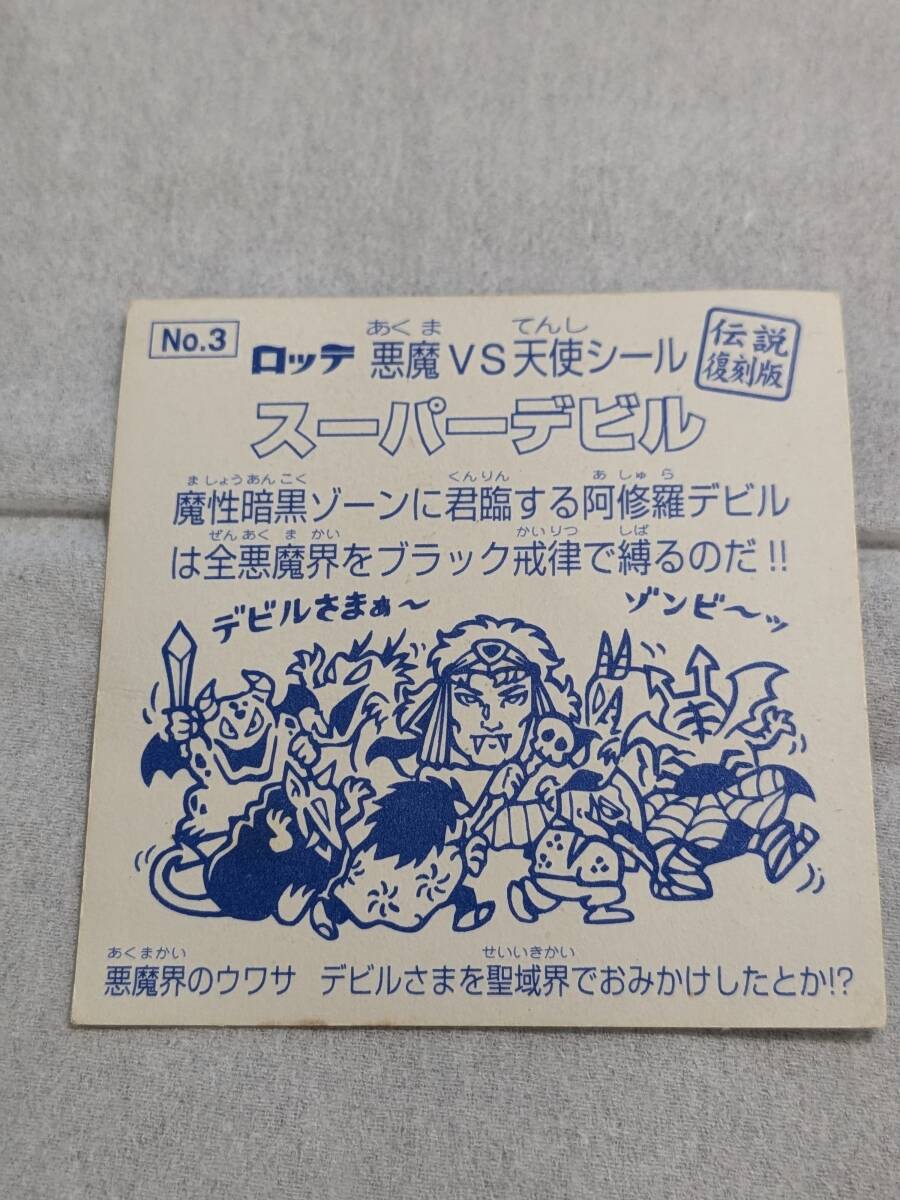 No.3
ロッテ 悪魔VS天使シール
あくま てんし
伝説
復刻版
スーパーデビル
ましょうあんこく くんりん あしゅら
魔性暗黒ゾーンに君臨する阿修羅デビル
ぜんあくまかい かいりつ しば
は全悪魔界をブラック戒律で縛るのだ!!
デビルさまぁ〜
ゾンビ〜ッ
あくまかい せいいきかい
悪魔界のウワサ デビルさまを聖域界でおみかけしたとか!?